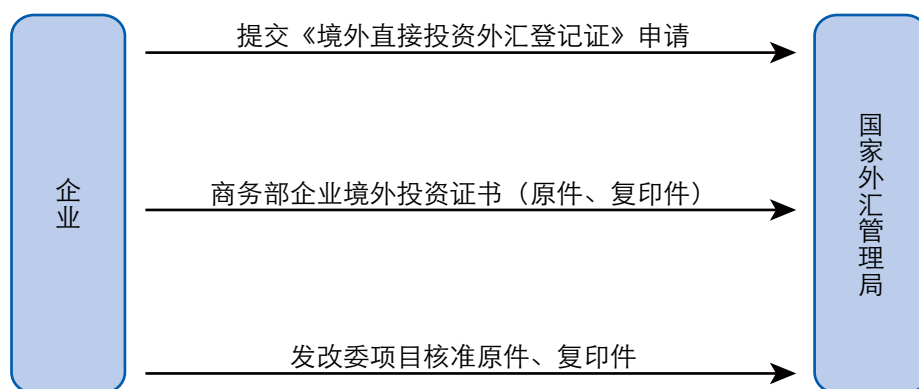 提交《境外直接投资外汇登记证》申请
企业
商务部企业境外投资证书（原件、复印件）
国家外汇管理局
发改委项目核准原件、复印件